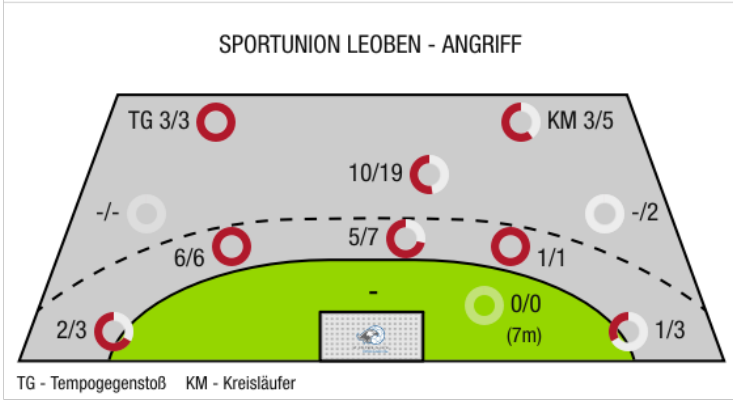 SPORTUNION LEOBEN - ANGRIFF
TG 3/3
KM 3/5
10/19
-/-
-/2
6/6
5/7
1/1
-
0/0
(7m)
2/3
1/3
TG - Tempogegenstoß KM - Kreisläufer